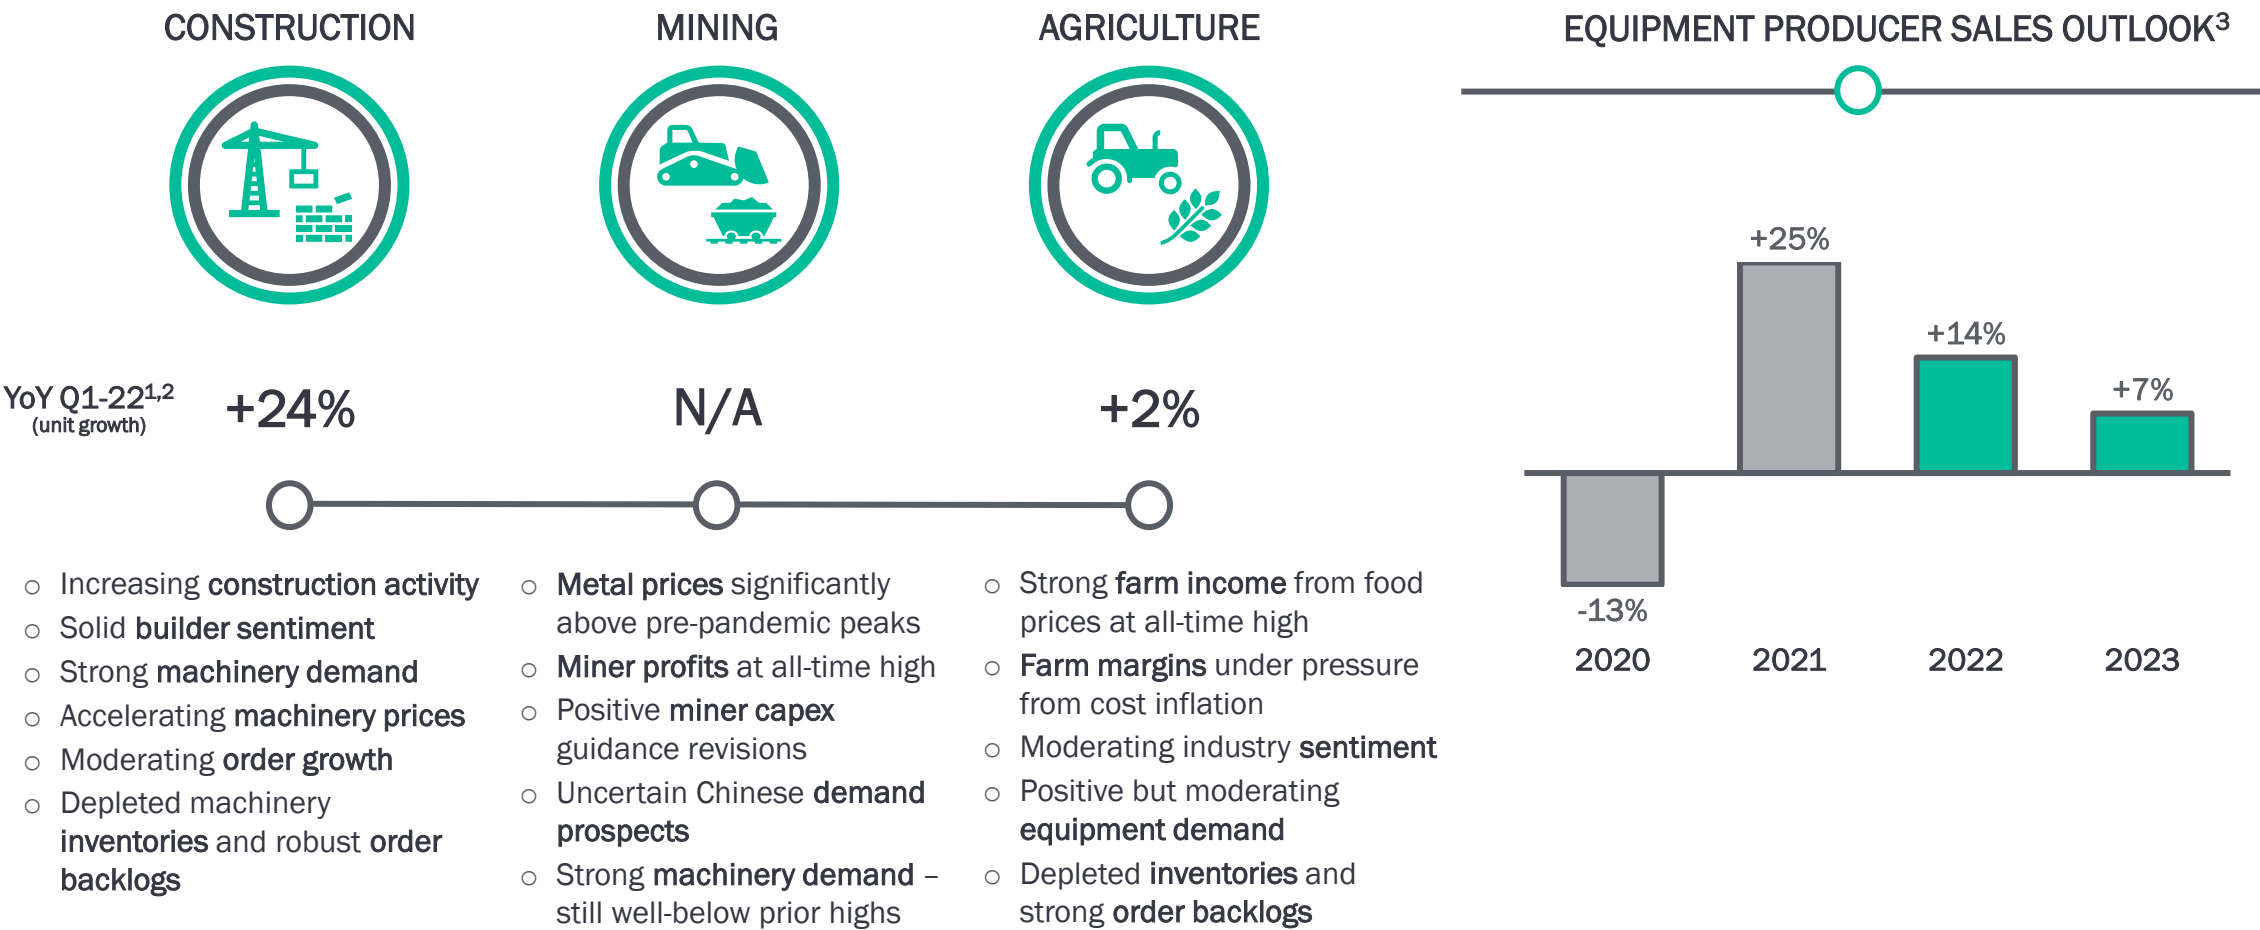 CONSTRUCTION
MINING
AGRICULTURE
EQUIPMENT PRODUCER SALES OUTLOOK³
YoY Q1-22¹,²
(unit growth)
+24%
N/A
+2%
○ Increasing construction activity
○ Solid builder sentiment
○ Strong machinery demand
○ Accelerating machinery prices
○ Moderating order growth
○ Depleted machinery
inventories and robust order
backlogs
○ Metal prices significantly
above pre-pandemic peaks
○ Miner profits at all-time high
○ Positive miner capex
guidance revisions
○ Uncertain Chinese demand
prospects
○ Strong machinery demand –
still well-below prior highs
○ Strong farm income from food
prices at all-time high
○ Farm margins under pressure
from cost inflation
○ Moderating industry sentiment
○ Positive but moderating
equipment demand
○ Depleted inventories and
strong order backlogs
+25%
+14%
+7%
-13%
2020
2021
2022
2023